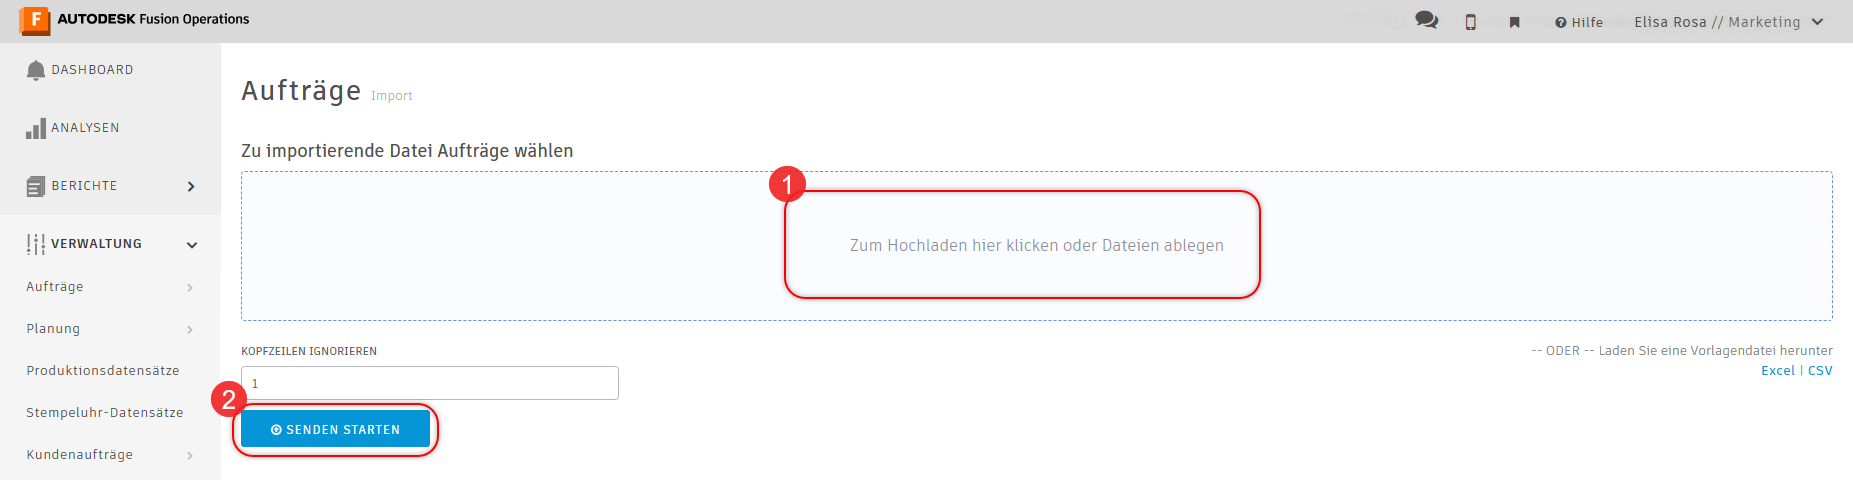 F AUTODESK Fusion Operations
Hilfe
Elisa Rosa // Marketing
DASHBOARD
ANALYSEN
BERICHTE
VERWALTUNG
Aufträge
Planung
Produktionsdatensätze
Stempeluhr-Datensätze
Kundenaufträge
Aufträge Import
Zu importierende Datei Aufträge wählen
1
Zum Hochladen hier klicken oder Dateien ablegen
KOPFZEILEN IGNORIEREN
1
-- ODER -- Laden Sie eine Vorlagendatei herunter
Excel | CSV
2
SENDEN STARTEN